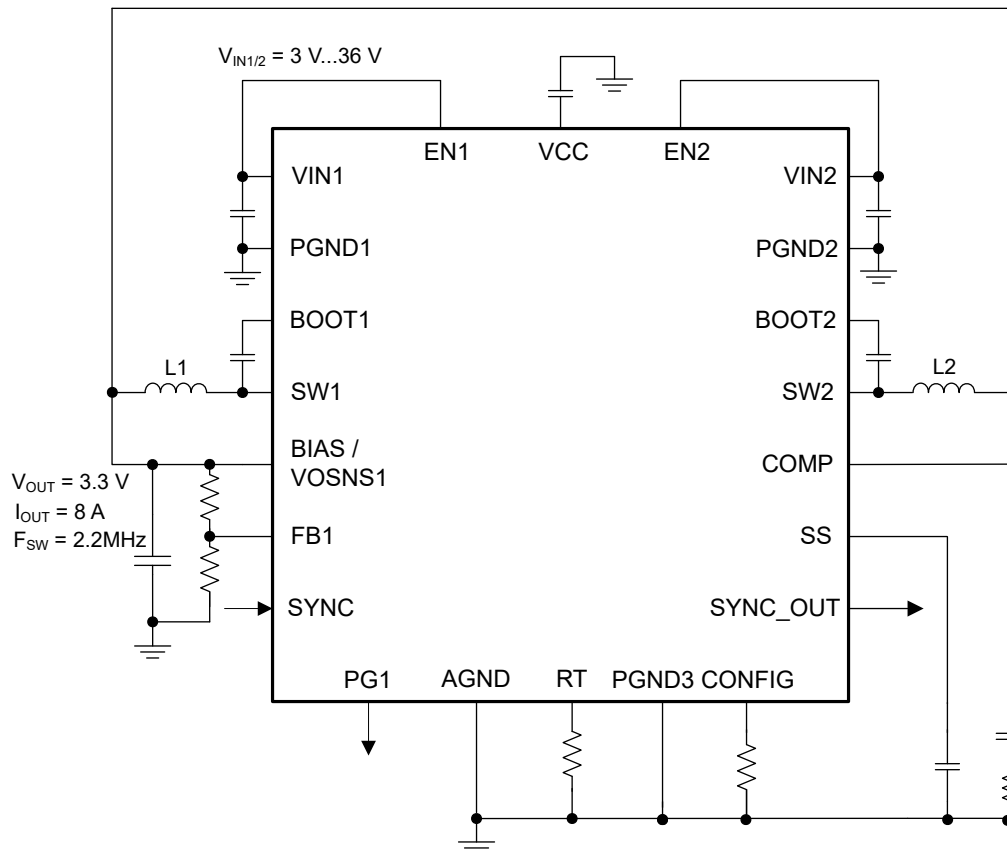 V_IN1/2 = 3 V...36 V
EN1
VCC
EN2
VIN1
VIN2
PGND1
PGND2
BOOT1
BOOT2
L1
L2
SW1
SW2
BIAS /
VOSNS1
COMP
V_OUT = 3.3 V
I_OUT = 8 A
F_SW = 2.2MHz
FB1
SS
SYNC
SYNC_OUT
PG1
AGND
RT
PGND3
CONFIG